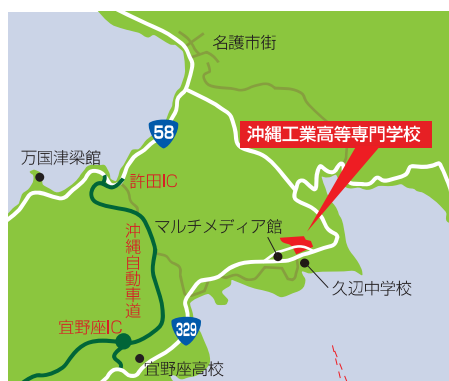 名護市街
58
沖縄工業高等専門学校
万国津梁館
許田IC
マルチメディア館
沖縄自動車道
久辺中学校
宜野座IC
329
宜野座高校